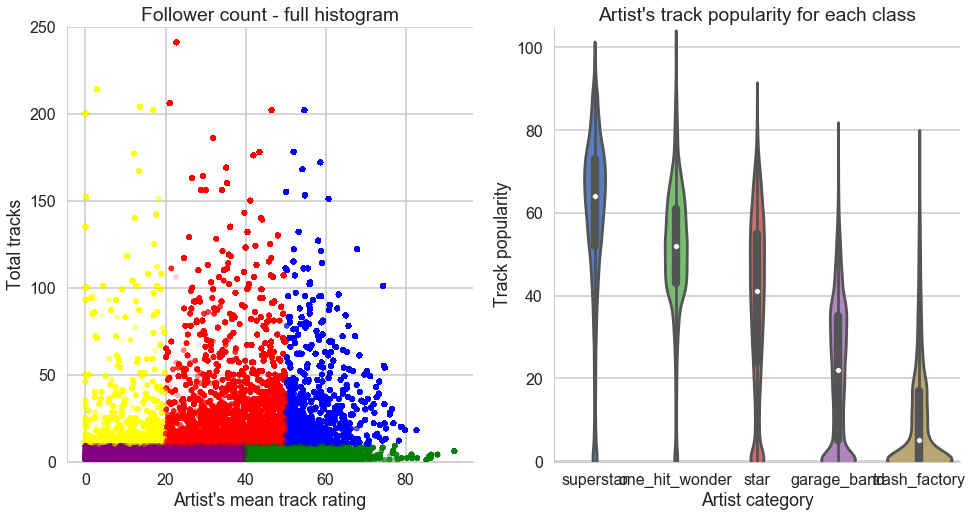 Follower count - full histogram
250
200
150
100
50
0
0 20 40 60 80
Total tracks
Artist's mean track rating
Artist's track popularity for each class
100
80
60
40
20
0
superstar one_hit_wonder star garage_band trash_factory
Track popularity
Artist category